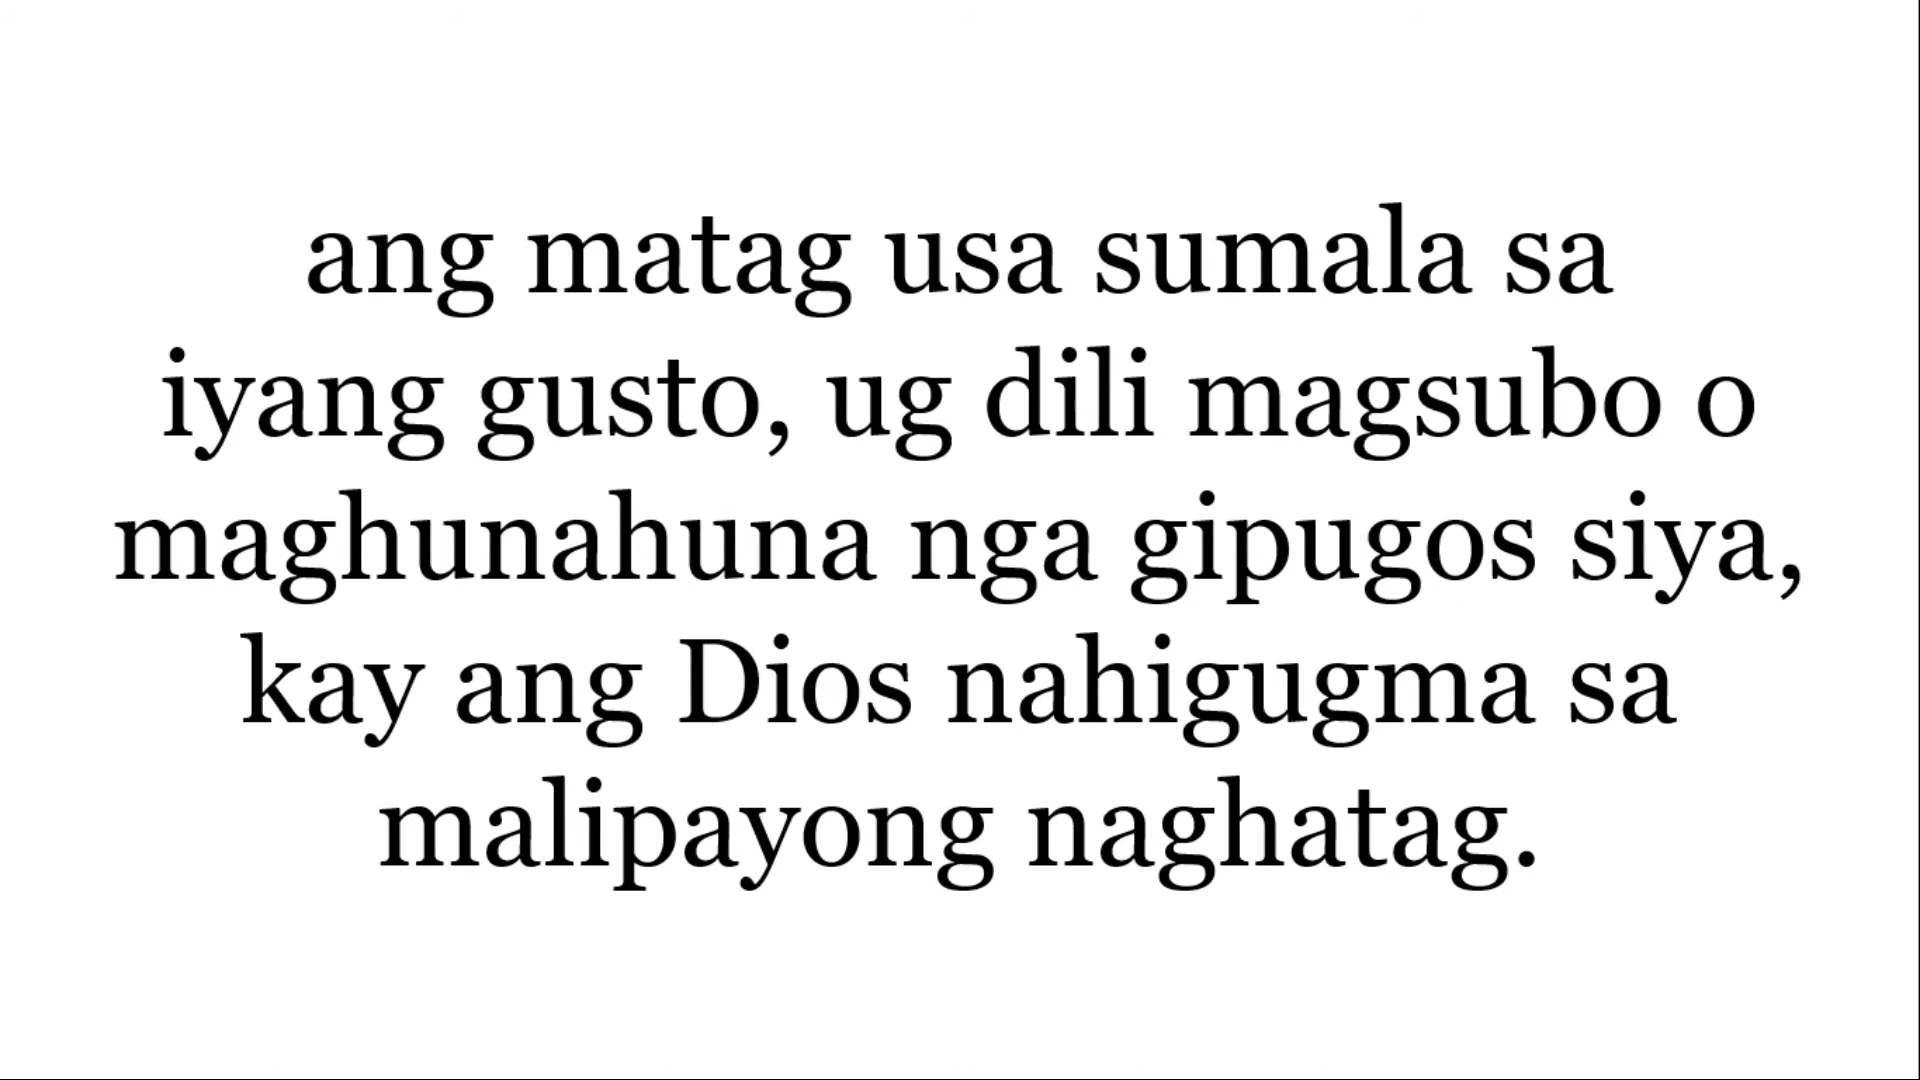 ang matag usa sumala sa
iyang gusto, ug dili magsubo o
maghunahuna nga gipugos siya,
kay ang Dios nahigugma sa
malipayong naghatag.